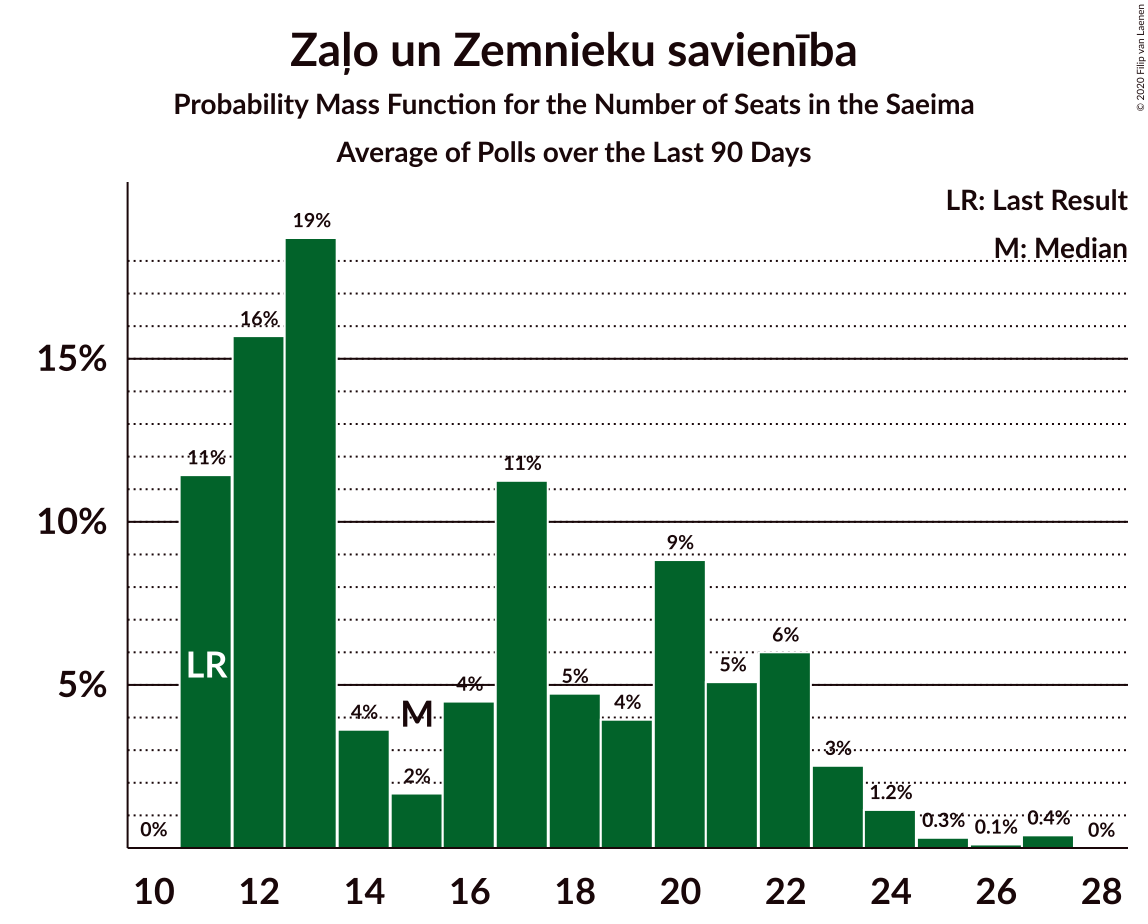 Zaļo un Zemnieku savienība
Probability Mass Function for the Number of Seats in the Saeima
Average of Polls over the Last 90 Days
© 2020 Filip van Laenen
LR: Last Result
M: Median
15%
10%
5%
0%
11%
16%
19%
4%
2%
4%
11%
5%
4%
9%
5%
6%
3%
1.2%
0.3%
0.1%
0.4%
0%
LR
M
10 12 14 16 18 20 22 24 26 28